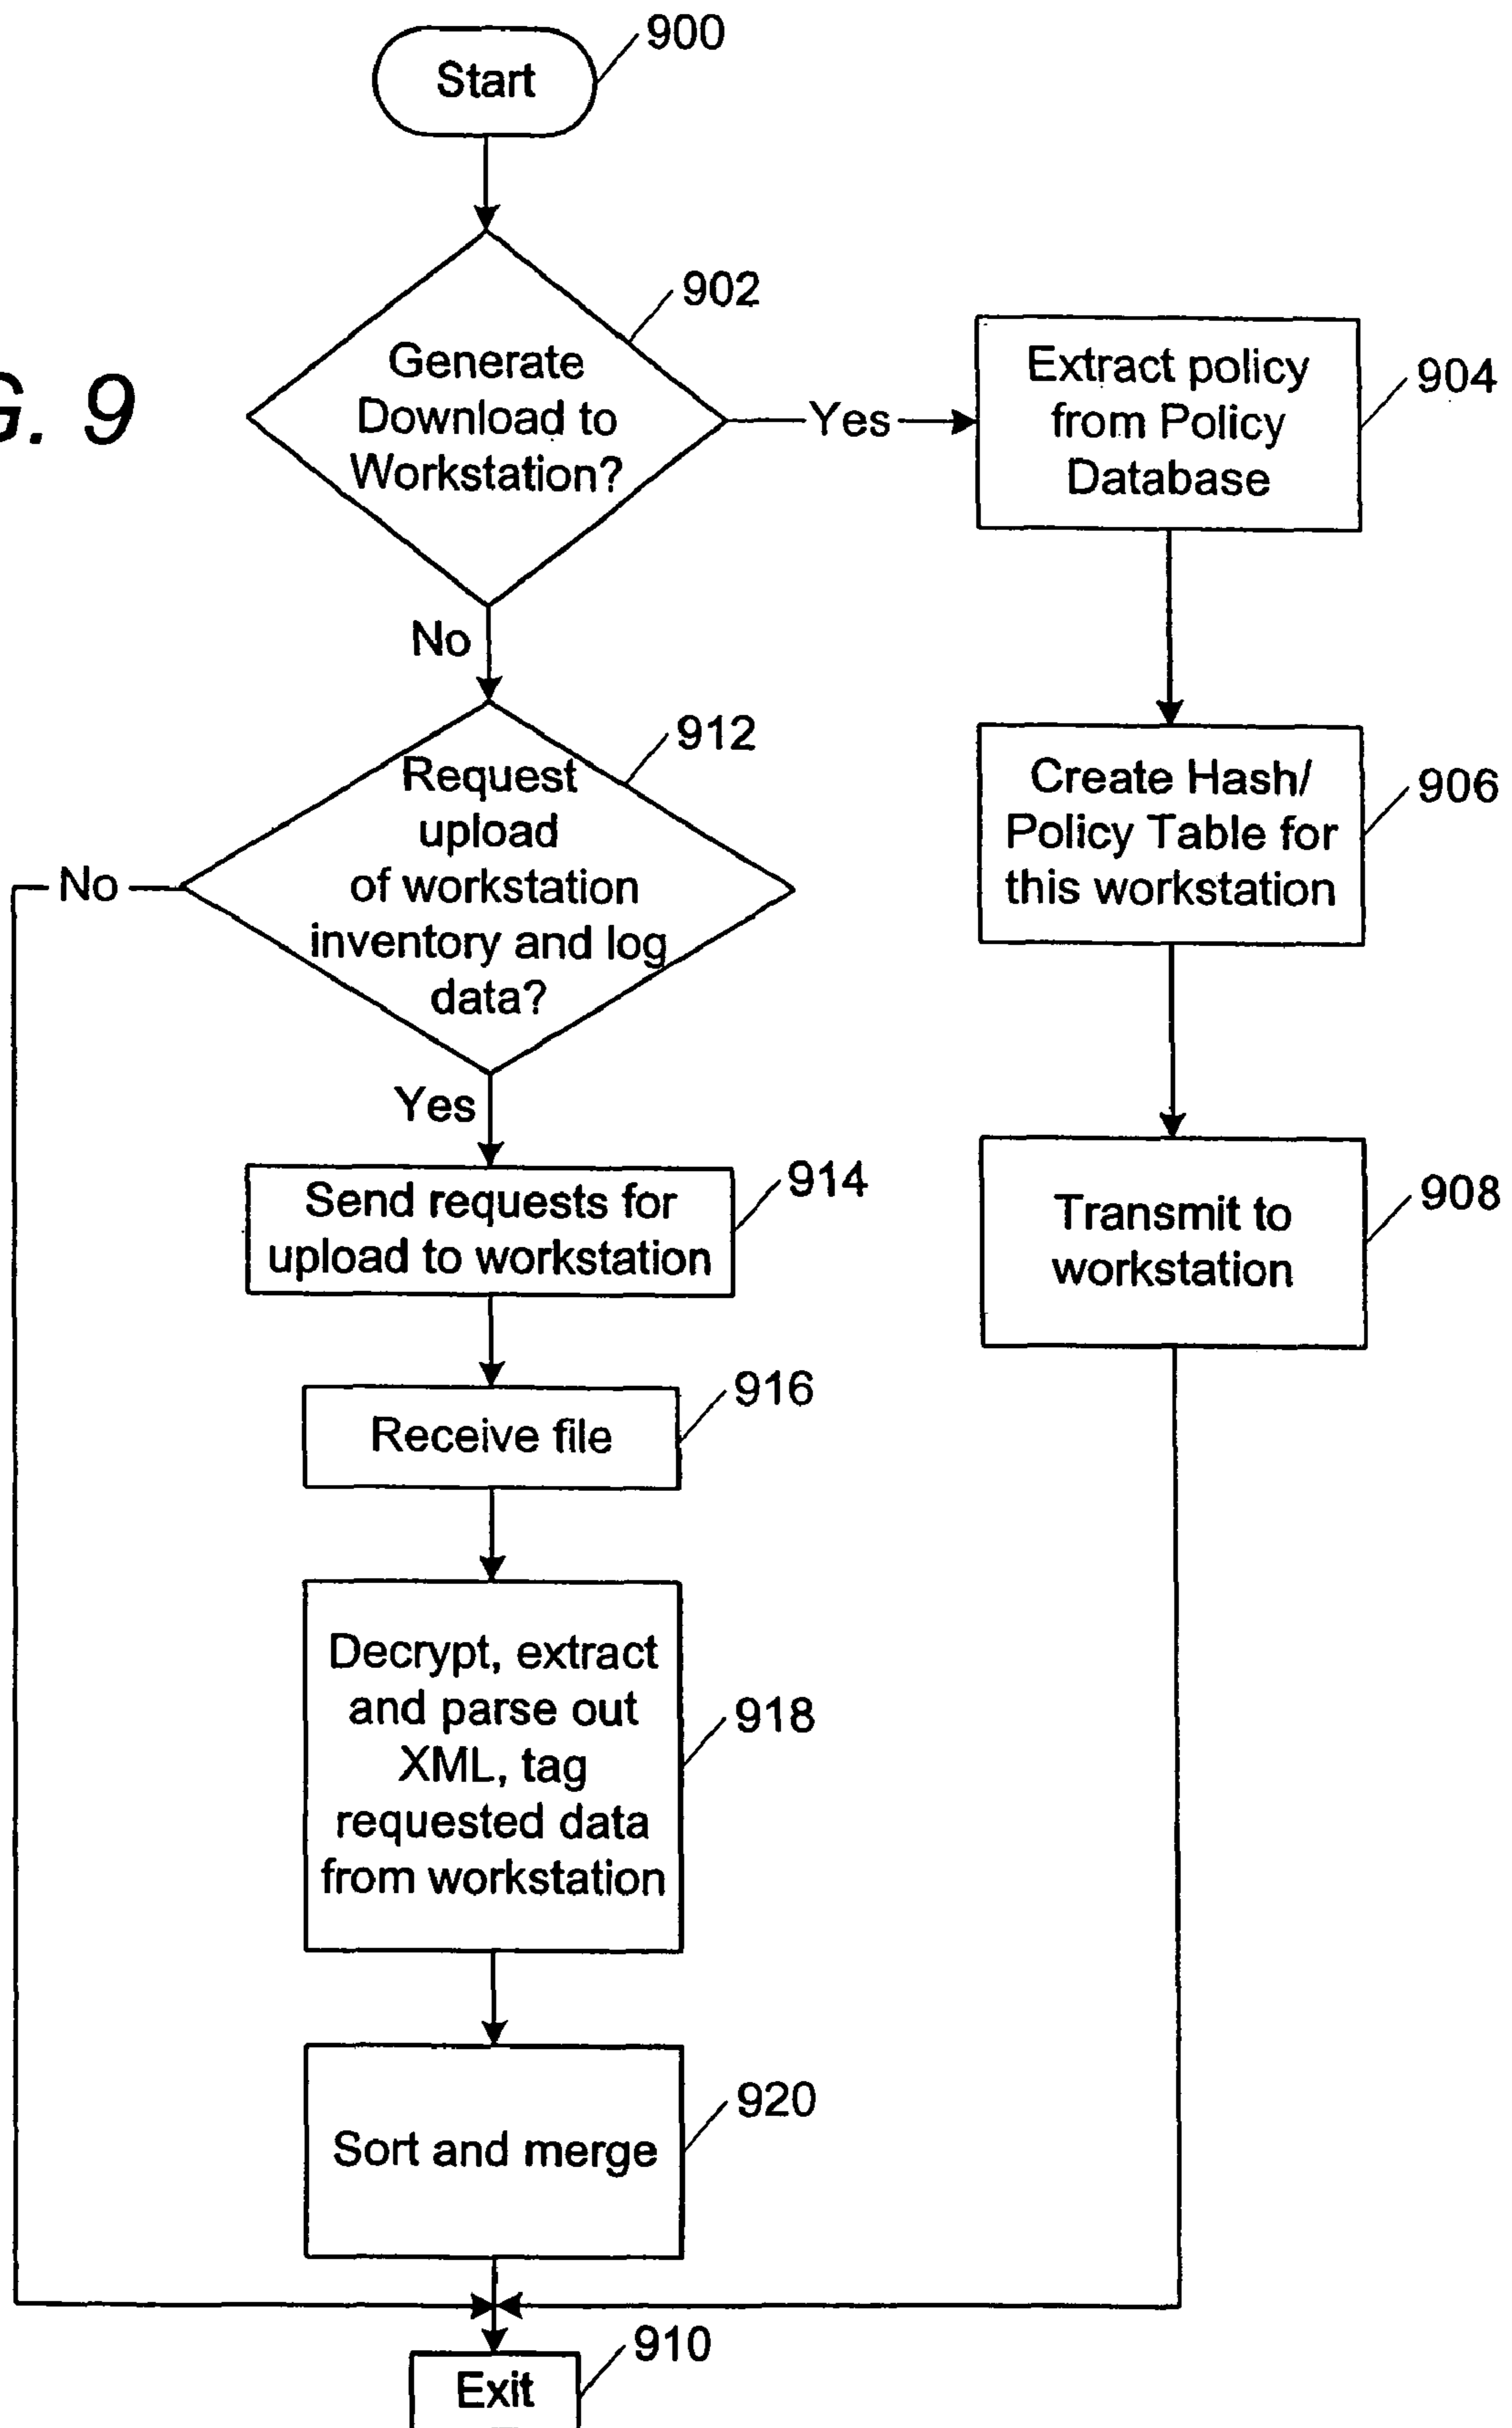 900
Start
902
Generate
Download to
Workstation?
Yes
Extract policy
from Policy
Database
904
G. 9
No
912
Request
upload
of workstation
inventory and log
data?
No
Create Hash/
Policy Table for
this workstation
906
Yes
Send requests for
upload to workstation
914
Transmit to
workstation
908
Receive file
916
Decrypt, extract
and parse out
XML, tag
requested data
from workstation
918
Sort and merge
920
910
Exit